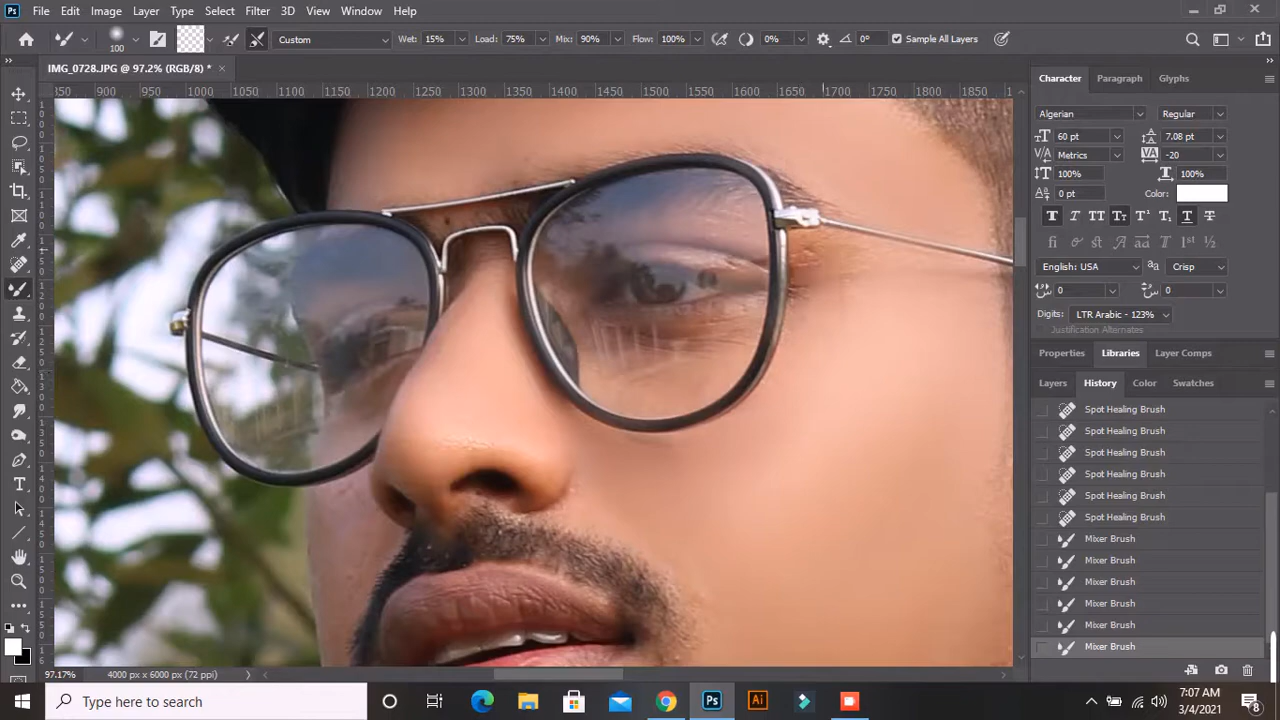 Ps File Edit Image Layer Type Select Filter 3D View Window Help
100 Custom Wet: 15% Load: 75% Mix: 90% Flow: 100% 0% 0° Sample All Layers
IMG_0728.JPG @ 97.2% (RGB/8) * ×
850 900 950 1000 1050 1100 1150 1200 1250 1300 1350 1400 1450 1500 1550 1600 1650 1700 1750 1800 1850
Character Paragraph Glyphs
Algerian Regular
60 pt 7.08 pt
Metrics -20
100% 100%
0 pt Color:
English: USA Crisp
0 0
Digits: LTR Arabic - 123%
Justification Alternates
Properties Libraries Layer Comps
Layers History Color Swatches
Spot Healing Brush
Spot Healing Brush
Spot Healing Brush
Spot Healing Brush
Spot Healing Brush
Spot Healing Brush
Mixer Brush
Mixer Brush
Mixer Brush
Mixer Brush
Mixer Brush
Mixer Brush
97.17% 4000 px x 6000 px (72 ppi)
Type here to search
Ps Ai
7:07 AM
3/4/2021
8